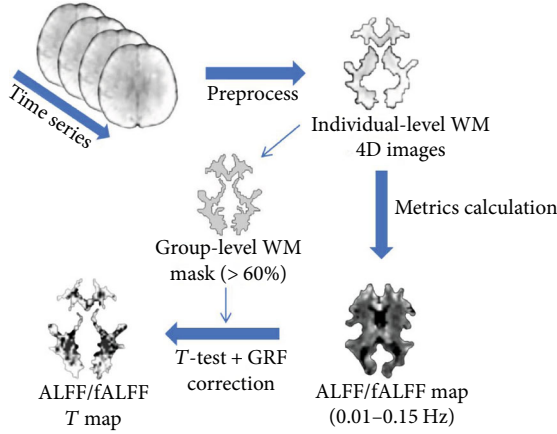 Time series
Preprocess
Individual-level WM
4D images
Metrics calculation
Group-level WM
mask (> 60%)
T-test + GRF
correction
ALFF/fALFF
T map
ALFF/fALFF map
(0.01–0.15 Hz)